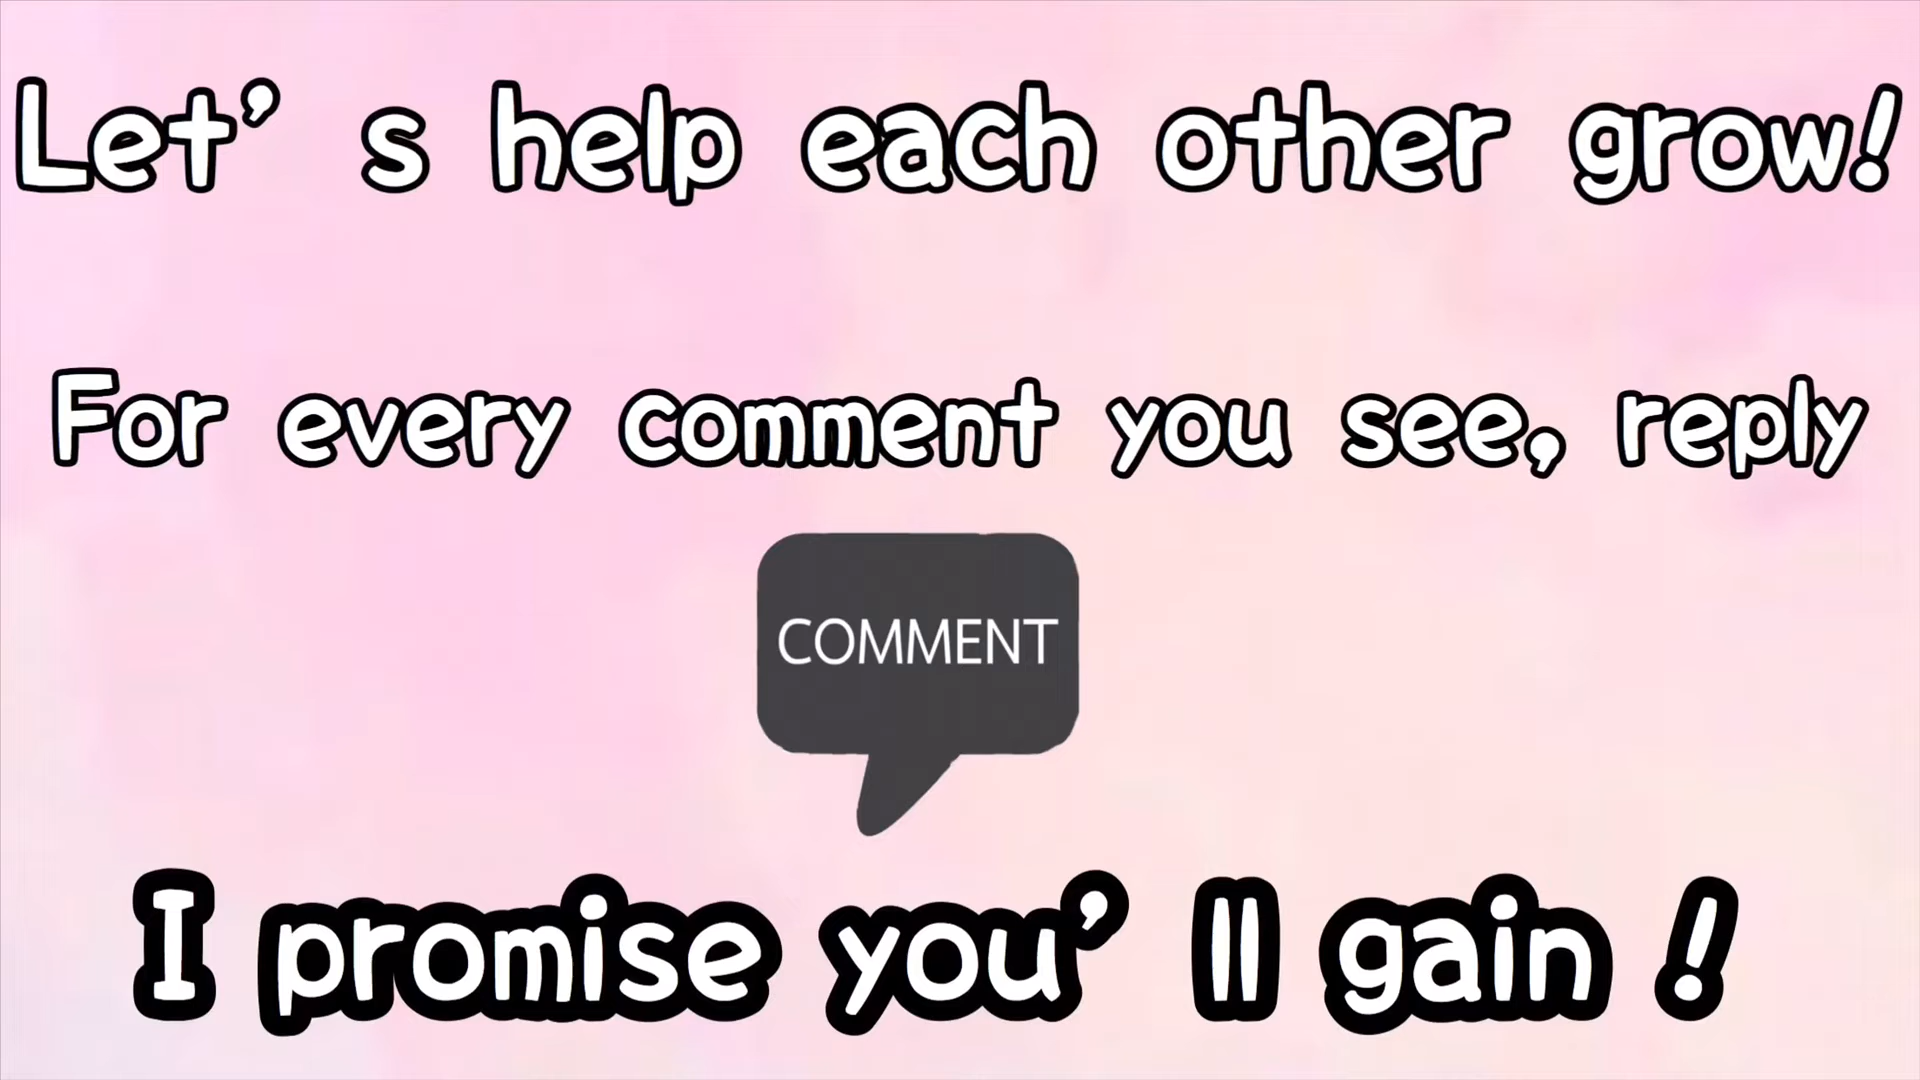 Let’s help each other grow!
For every comment you see, reply
COMMENT
I promise you’ll gain !